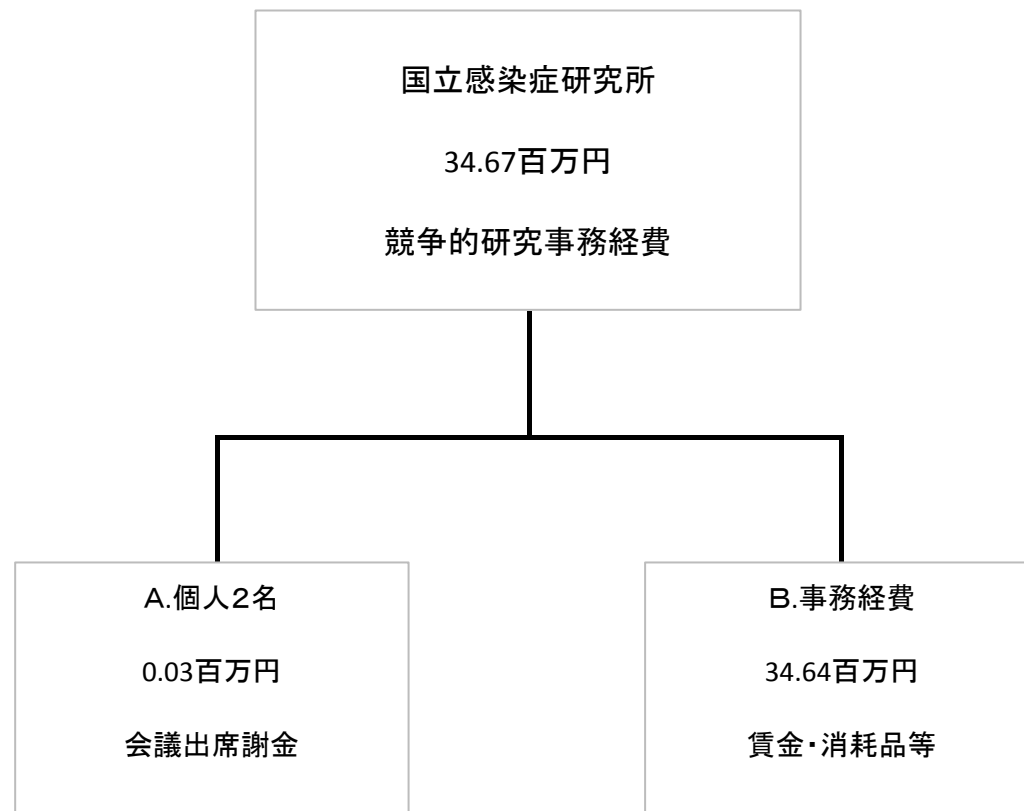 国立感染症研究所
34.67百万円
競争的研究事務経費
A.個人2名
0.03百万円
会議出席謝金
B.事務経費
34.64百万円
賃金・消耗品等